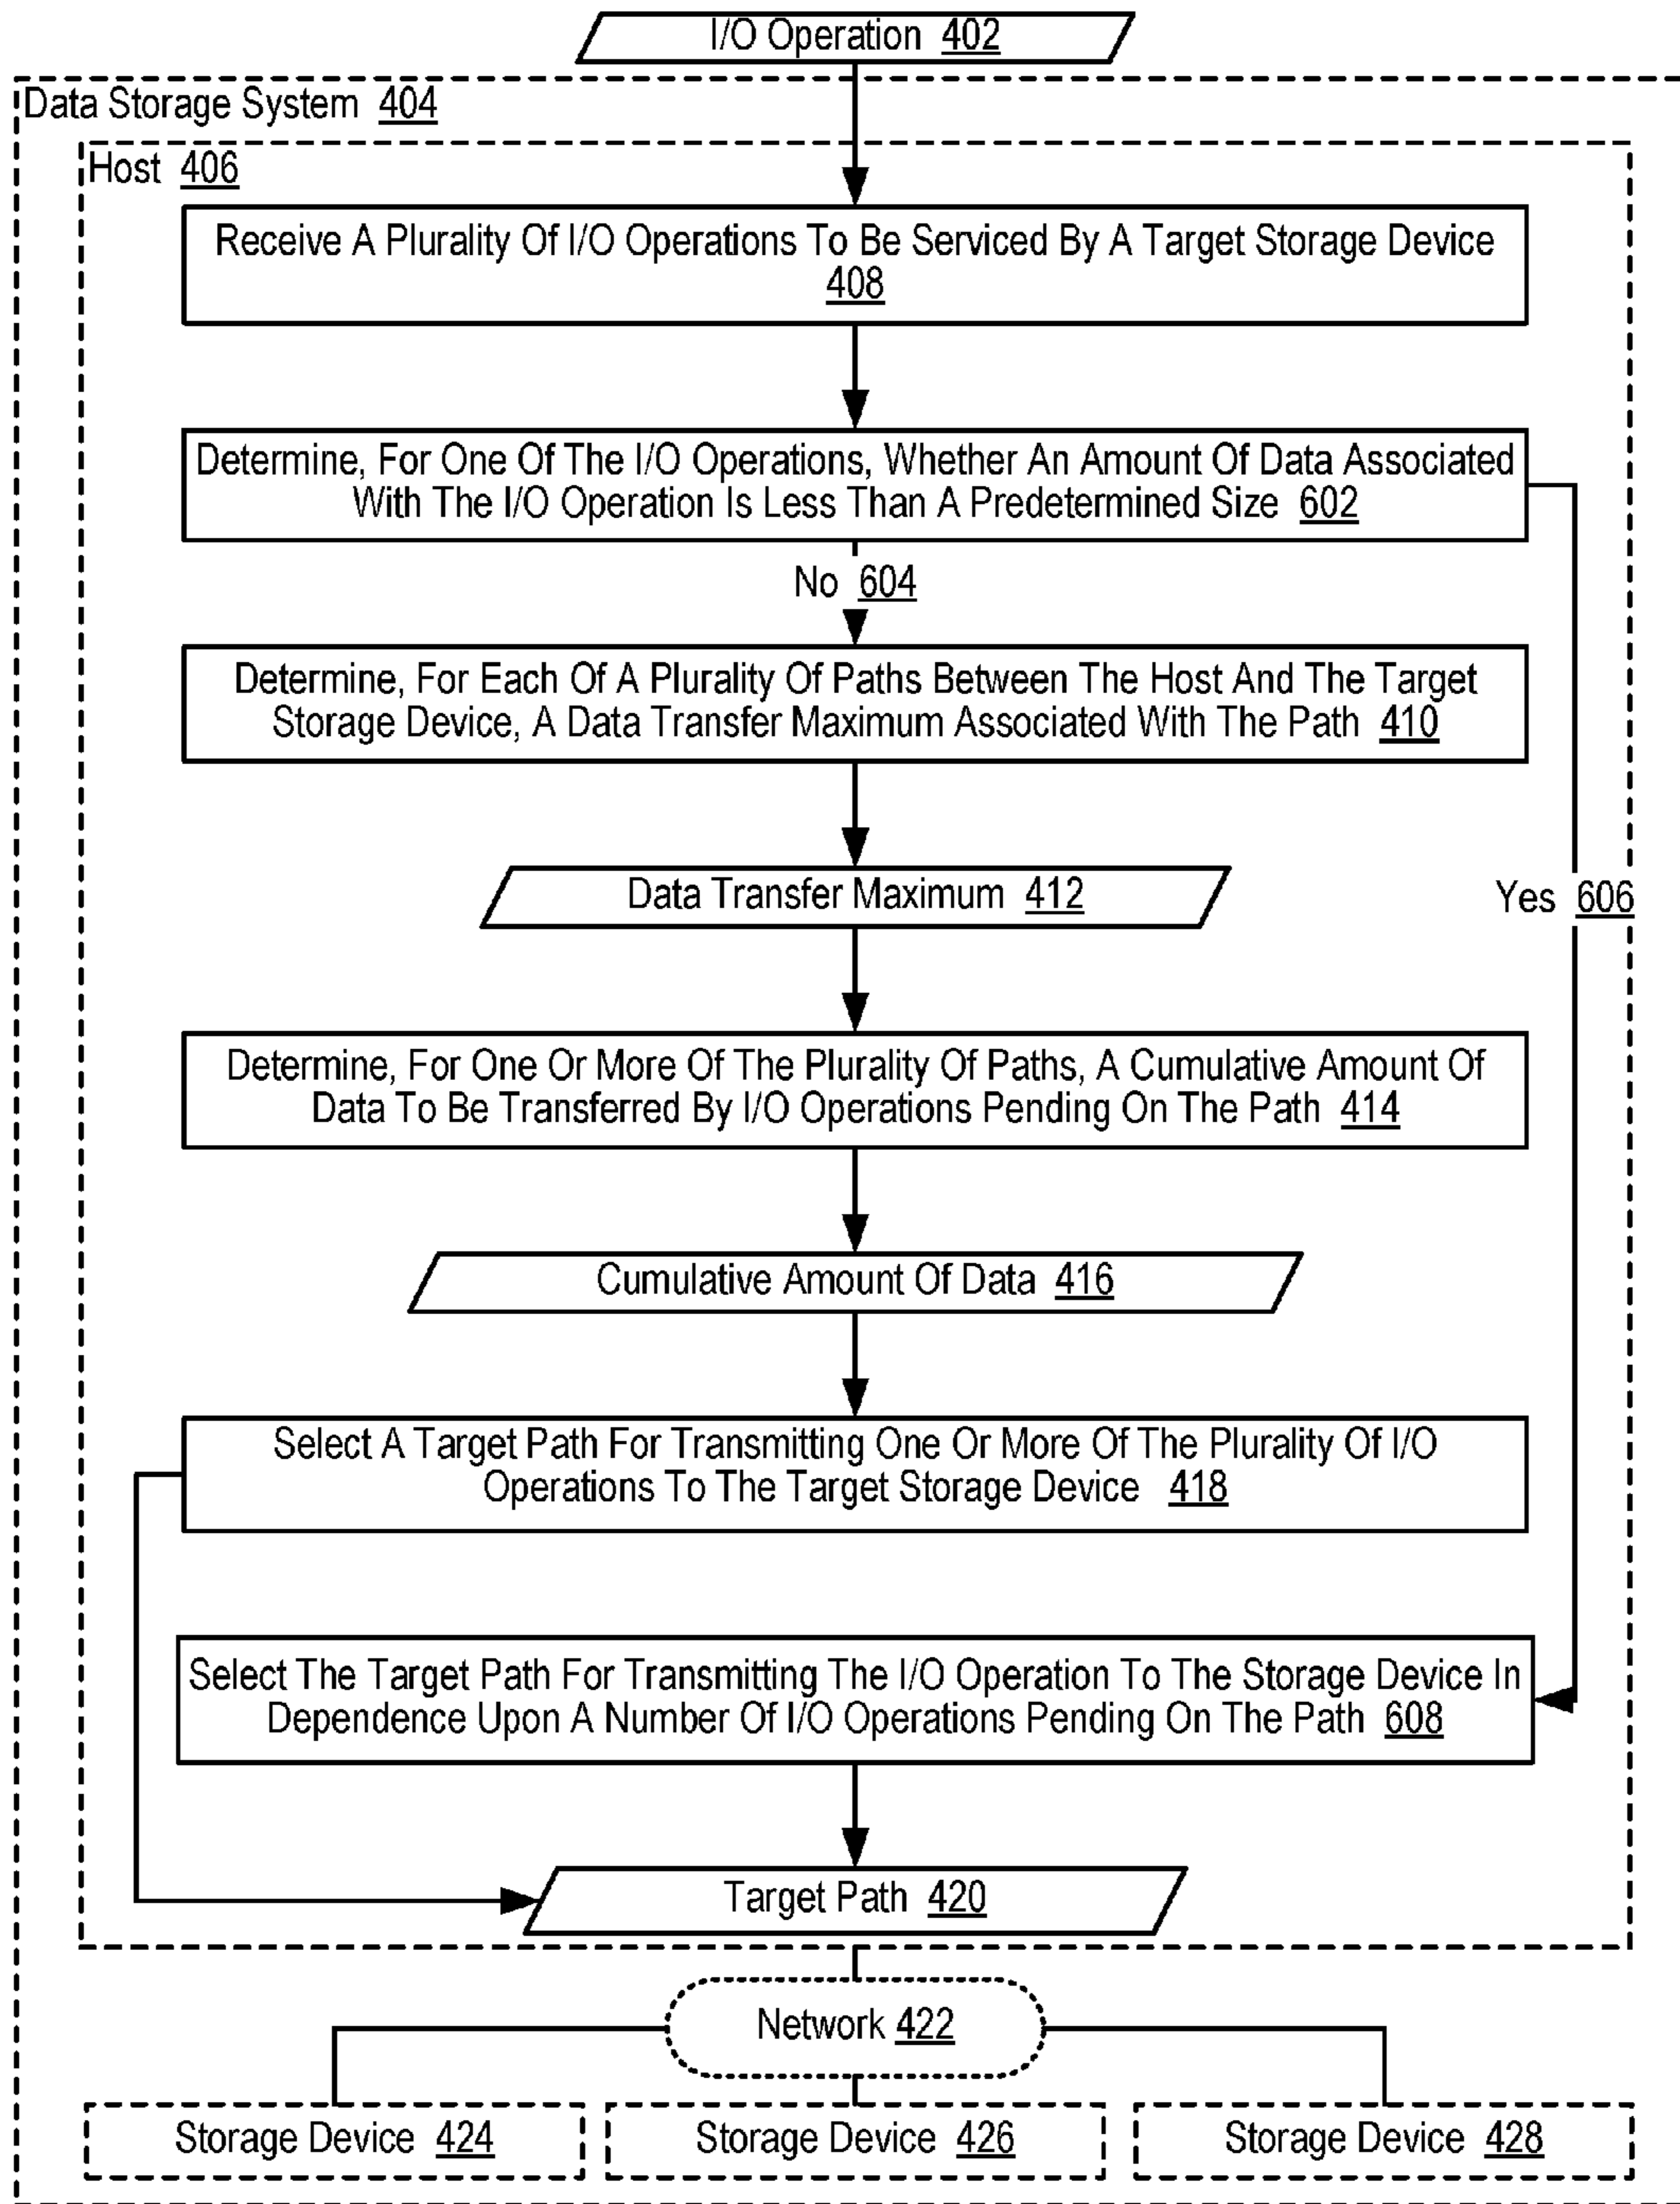 I/O Operation 402
Data Storage System 404
Host 406
Receive A Plurality Of I/O Operations To Be Serviced By A Target Storage Device
408
Determine, For One Of The I/O Operations, Whether An Amount Of Data Associated
With The I/O Operation Is Less Than A Predetermined Size 602
No 604
Determine, For Each Of A Plurality Of Paths Between The Host And The Target
Storage Device, A Data Transfer Maximum Associated With The Path 410
Data Transfer Maximum 412
Yes 606
Determine, For One Or More Of The Plurality Of Paths, A Cumulative Amount Of
Data To Be Transferred By I/O Operations Pending On The Path 414
Cumulative Amount Of Data 416
Select A Target Path For Transmitting One Or More Of The Plurality Of I/O
Operations To The Target Storage Device 418
Select The Target Path For Transmitting The I/O Operation To The Storage Device In
Dependence Upon A Number Of I/O Operations Pending On The Path 608
Target Path 420
Network 422
Storage Device 424
Storage Device 426
Storage Device 428